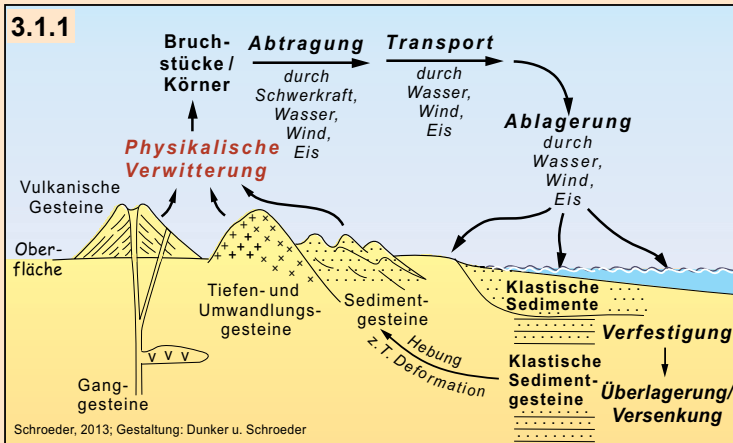 3.1.1
Bruch-
stücke/
Körner
Abtragung
durch
Schwerkraft,
Wasser,
Wind,
Eis
Transport
durch
Wasser,
Wind,
Eis
Ablagerung
durch
Wasser,
Wind,
Eis
Physikalische
Verwitterung
Vulkanische
Gesteine
Ober-
fläche
Tiefen- und
Umwandlungs-
gesteine
Sediment-
gesteine
Klastische
Sedimente
Verfestigung
Hebung
z.T. Deformation
Klastische
Sediment-
gesteine
Überlagerung/
Versenkung
V V V
Gang-
gesteine
Schroeder, 2013; Gestaltung: Dunker u. Schroeder